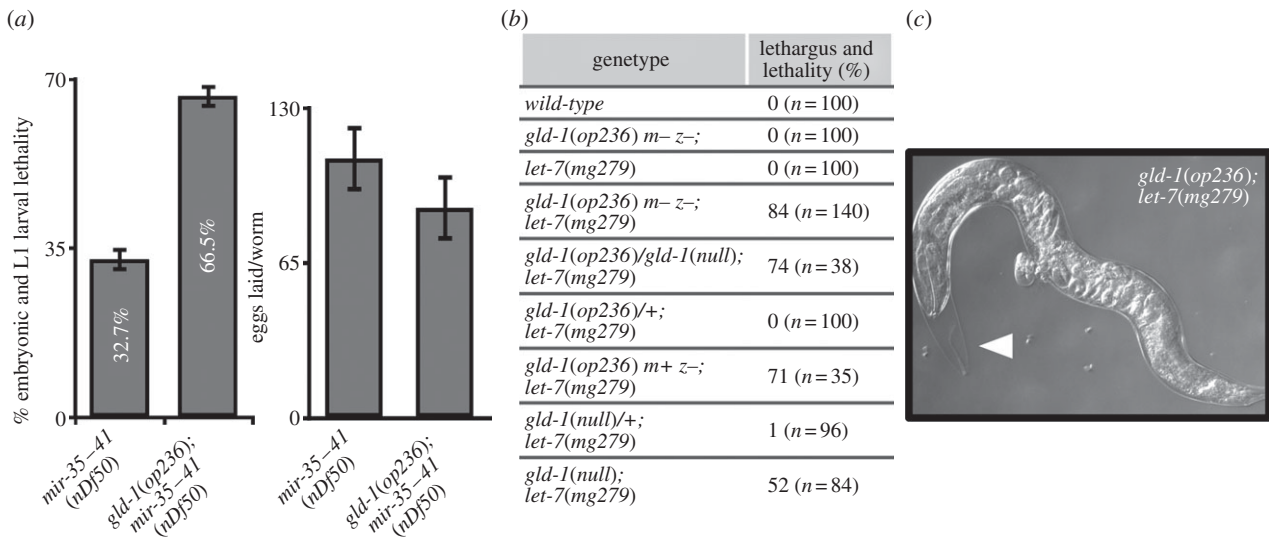 (a)
70
35
0
% embryonic and L1 larval lethality
32.7%
66.5%
mir-35–41
(nDf50)
gld-1(op236);
mir-35–41
(nDf50)
130
65
0
eggs laid/worm
mir-35–41
(nDf50)
gld-1(op236);
mir-35–41
(nDf50)
(b)
genetype
lethargus and
lethality (%)
wild-type
0 (n = 100)
gld-1(op236) m– z–;
0 (n = 100)
let-7(mg279)
0 (n = 100)
gld-1(op236) m– z–;
let-7(mg279)
84 (n = 140)
gld-1(op236)/gld-1(null);
let-7(mg279)
74 (n = 38)
gld-1(op236)/+;
let-7(mg279)
0 (n = 100)
gld-1(op236) m+ z–;
let-7(mg279)
71 (n = 35)
gld-1(null)/+;
let-7(mg279)
1 (n = 96)
gld-1(null);
let-7(mg279)
52 (n = 84)
(c)
gld-1(op236);
let-7(mg279)